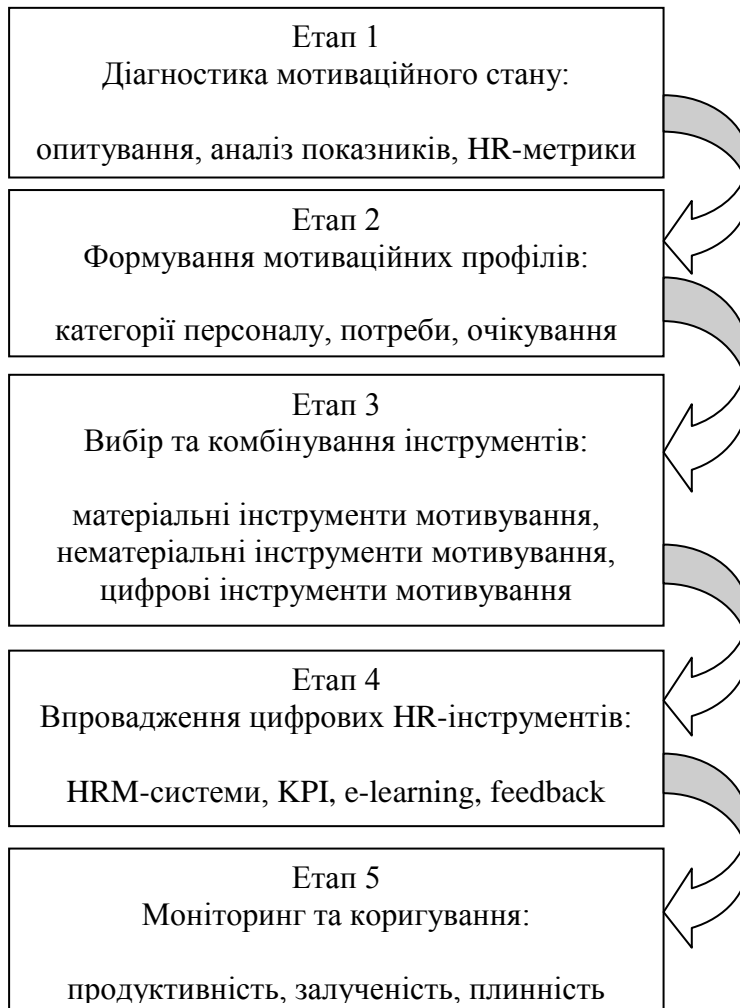 Етап 1
Діагностика мотиваційного стану:
опитування, аналіз показників, HR-метрики
Етап 2
Формування мотиваційних профілів:
категорії персоналу, потреби, очікування
Етап 3
Вибір та комбінування інструментів:
матеріальні інструменти мотивування,
нематеріальні інструменти мотивування,
цифрові інструменти мотивування
Етап 4
Впровадження цифрових HR-інструментів:
HRM-системи, KPI, e-learning, feedback
Етап 5
Моніторинг та коригування:
продуктивність, залученість, плинність